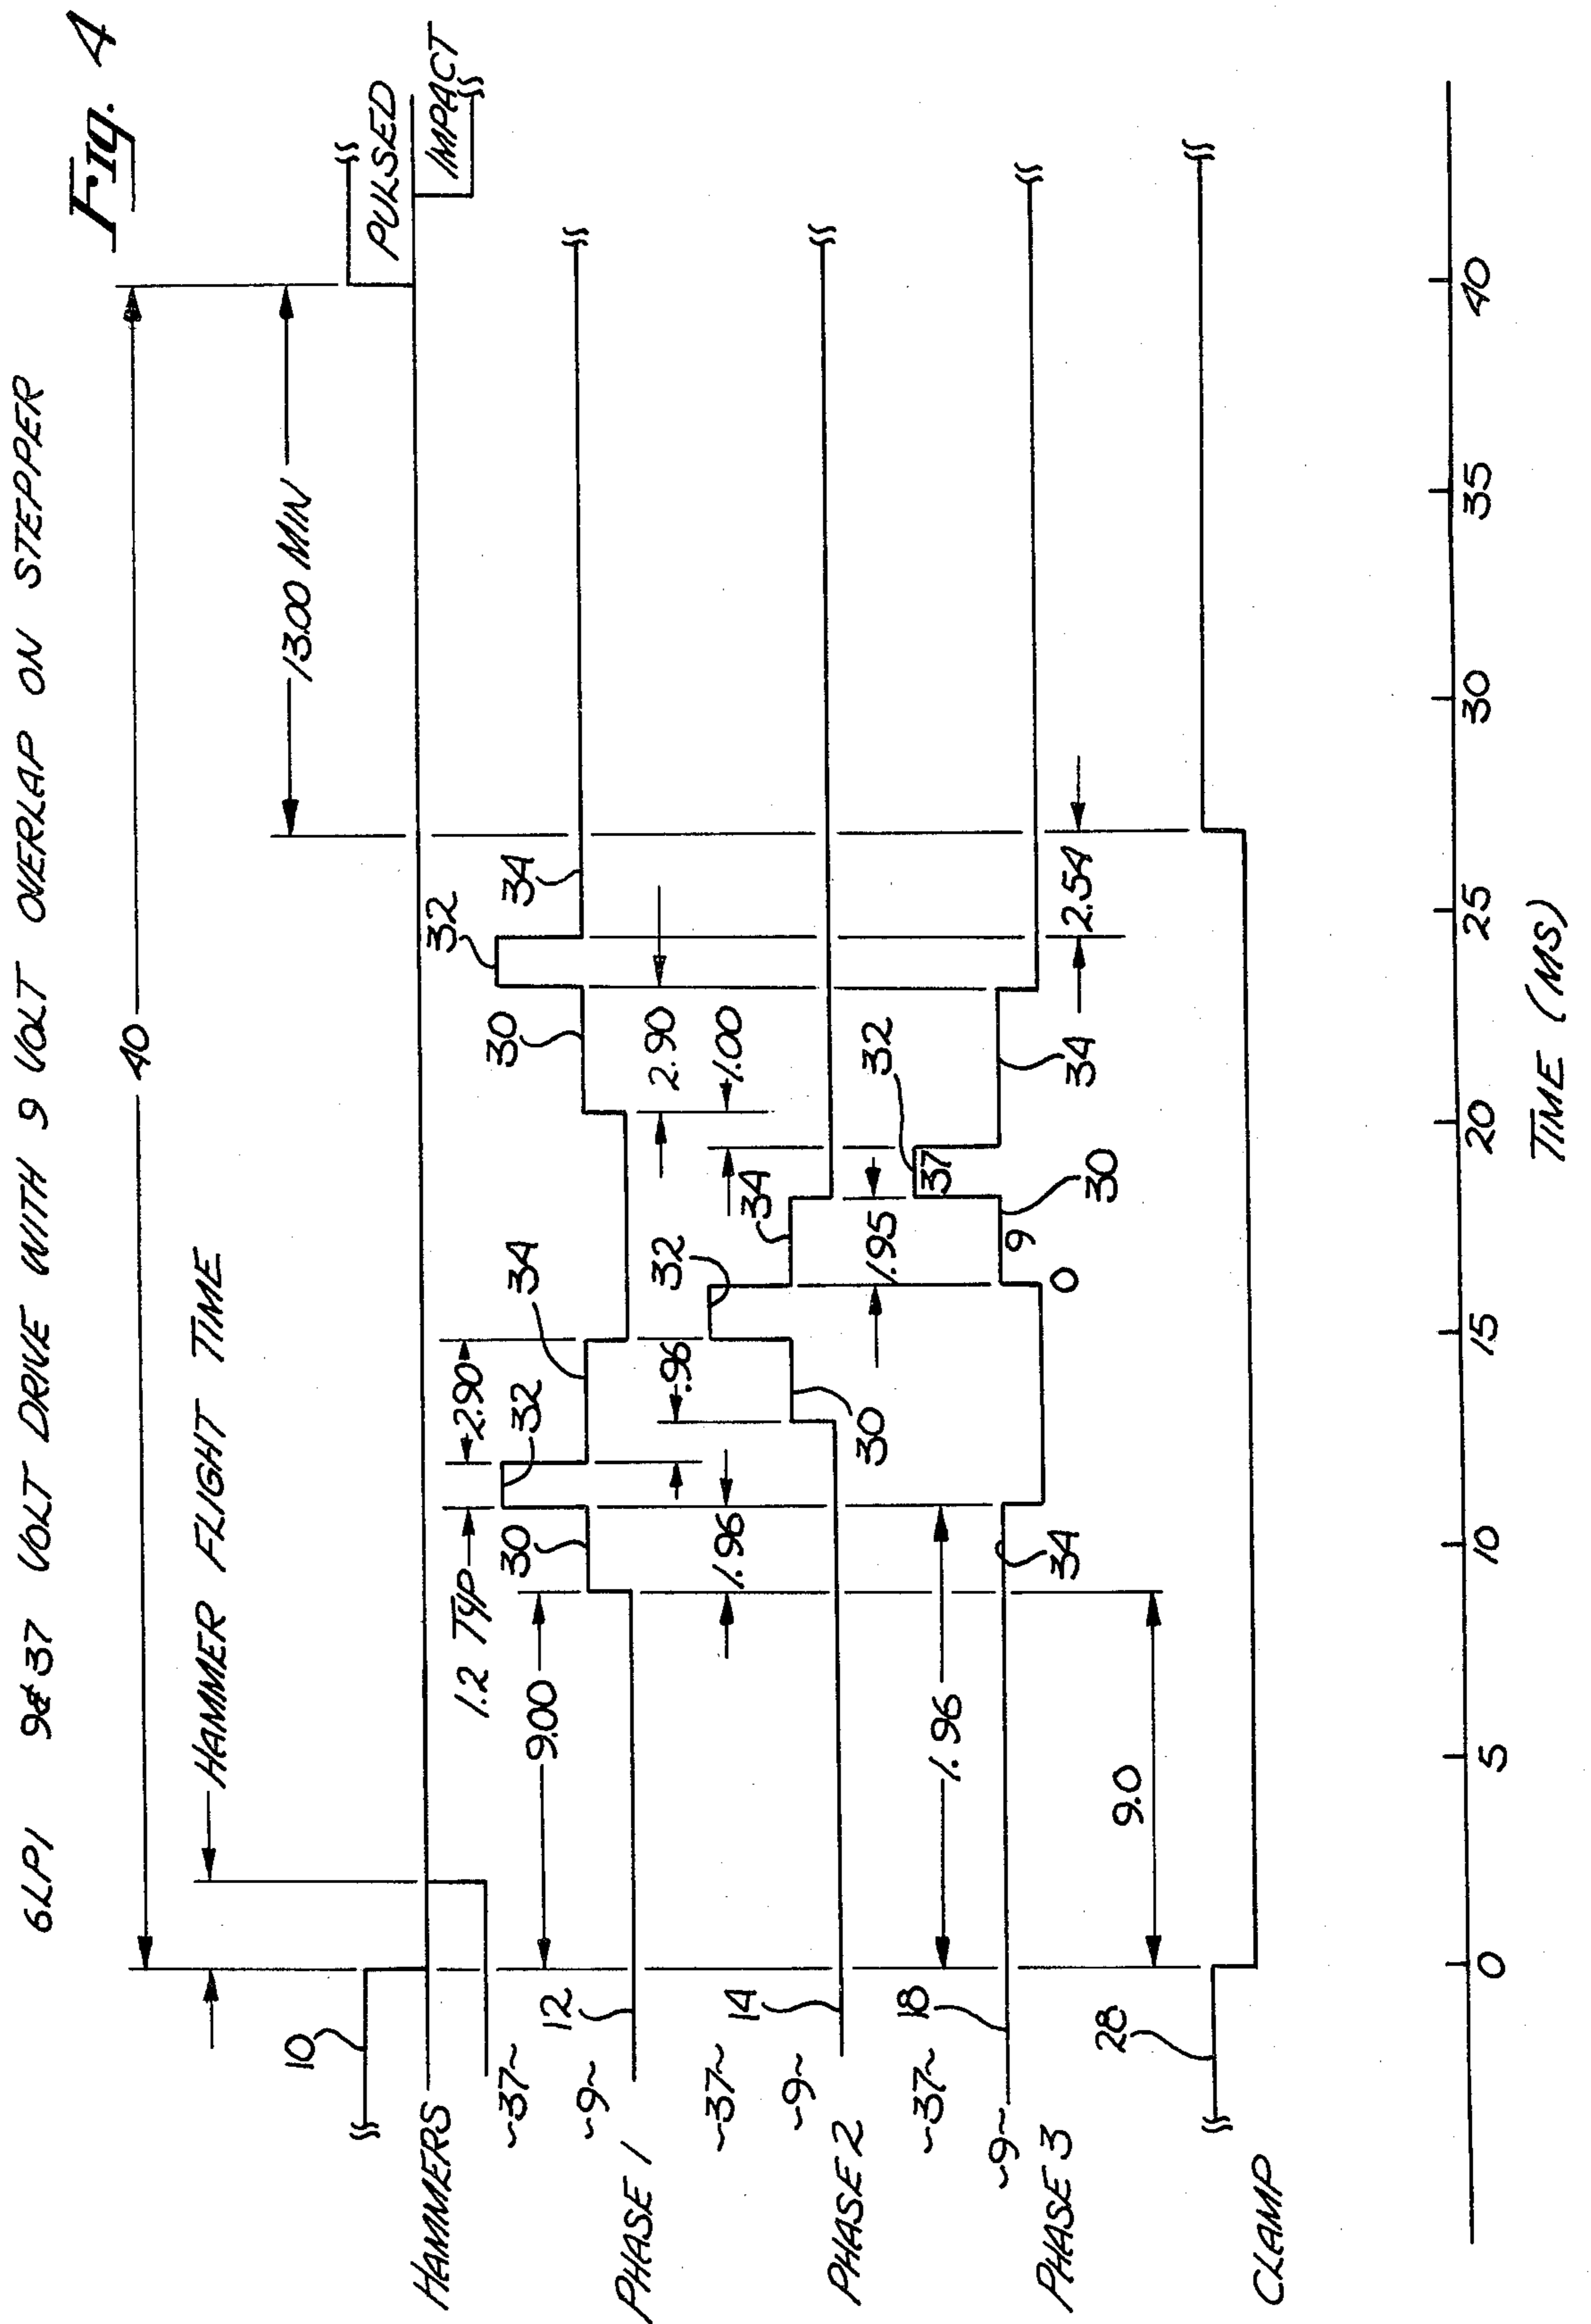 Fig. 4
6LPI 9&37 VOLT DRIVE WITH 9 VOLT OVERLAP ON STEPPER
40
HAMMER FLIGHT TIME
13.00 MIN
PULSED
IMPACT
10
HAMMERS
~37~
1.2 TYP
2.90
32
34
32
34
30
30
9.00
12
~9~
PHASE 1
1.96
.96
2.90
1.00
~37~
14
~9~
PHASE 2
32
34
30
1.95
32
37
~37~
18
~9~
PHASE 3
1.96
34
0
9
30
34
2.54
9.0
28
CLAMP
0 5 10 15 20 25 30 35 40
TIME (MS)